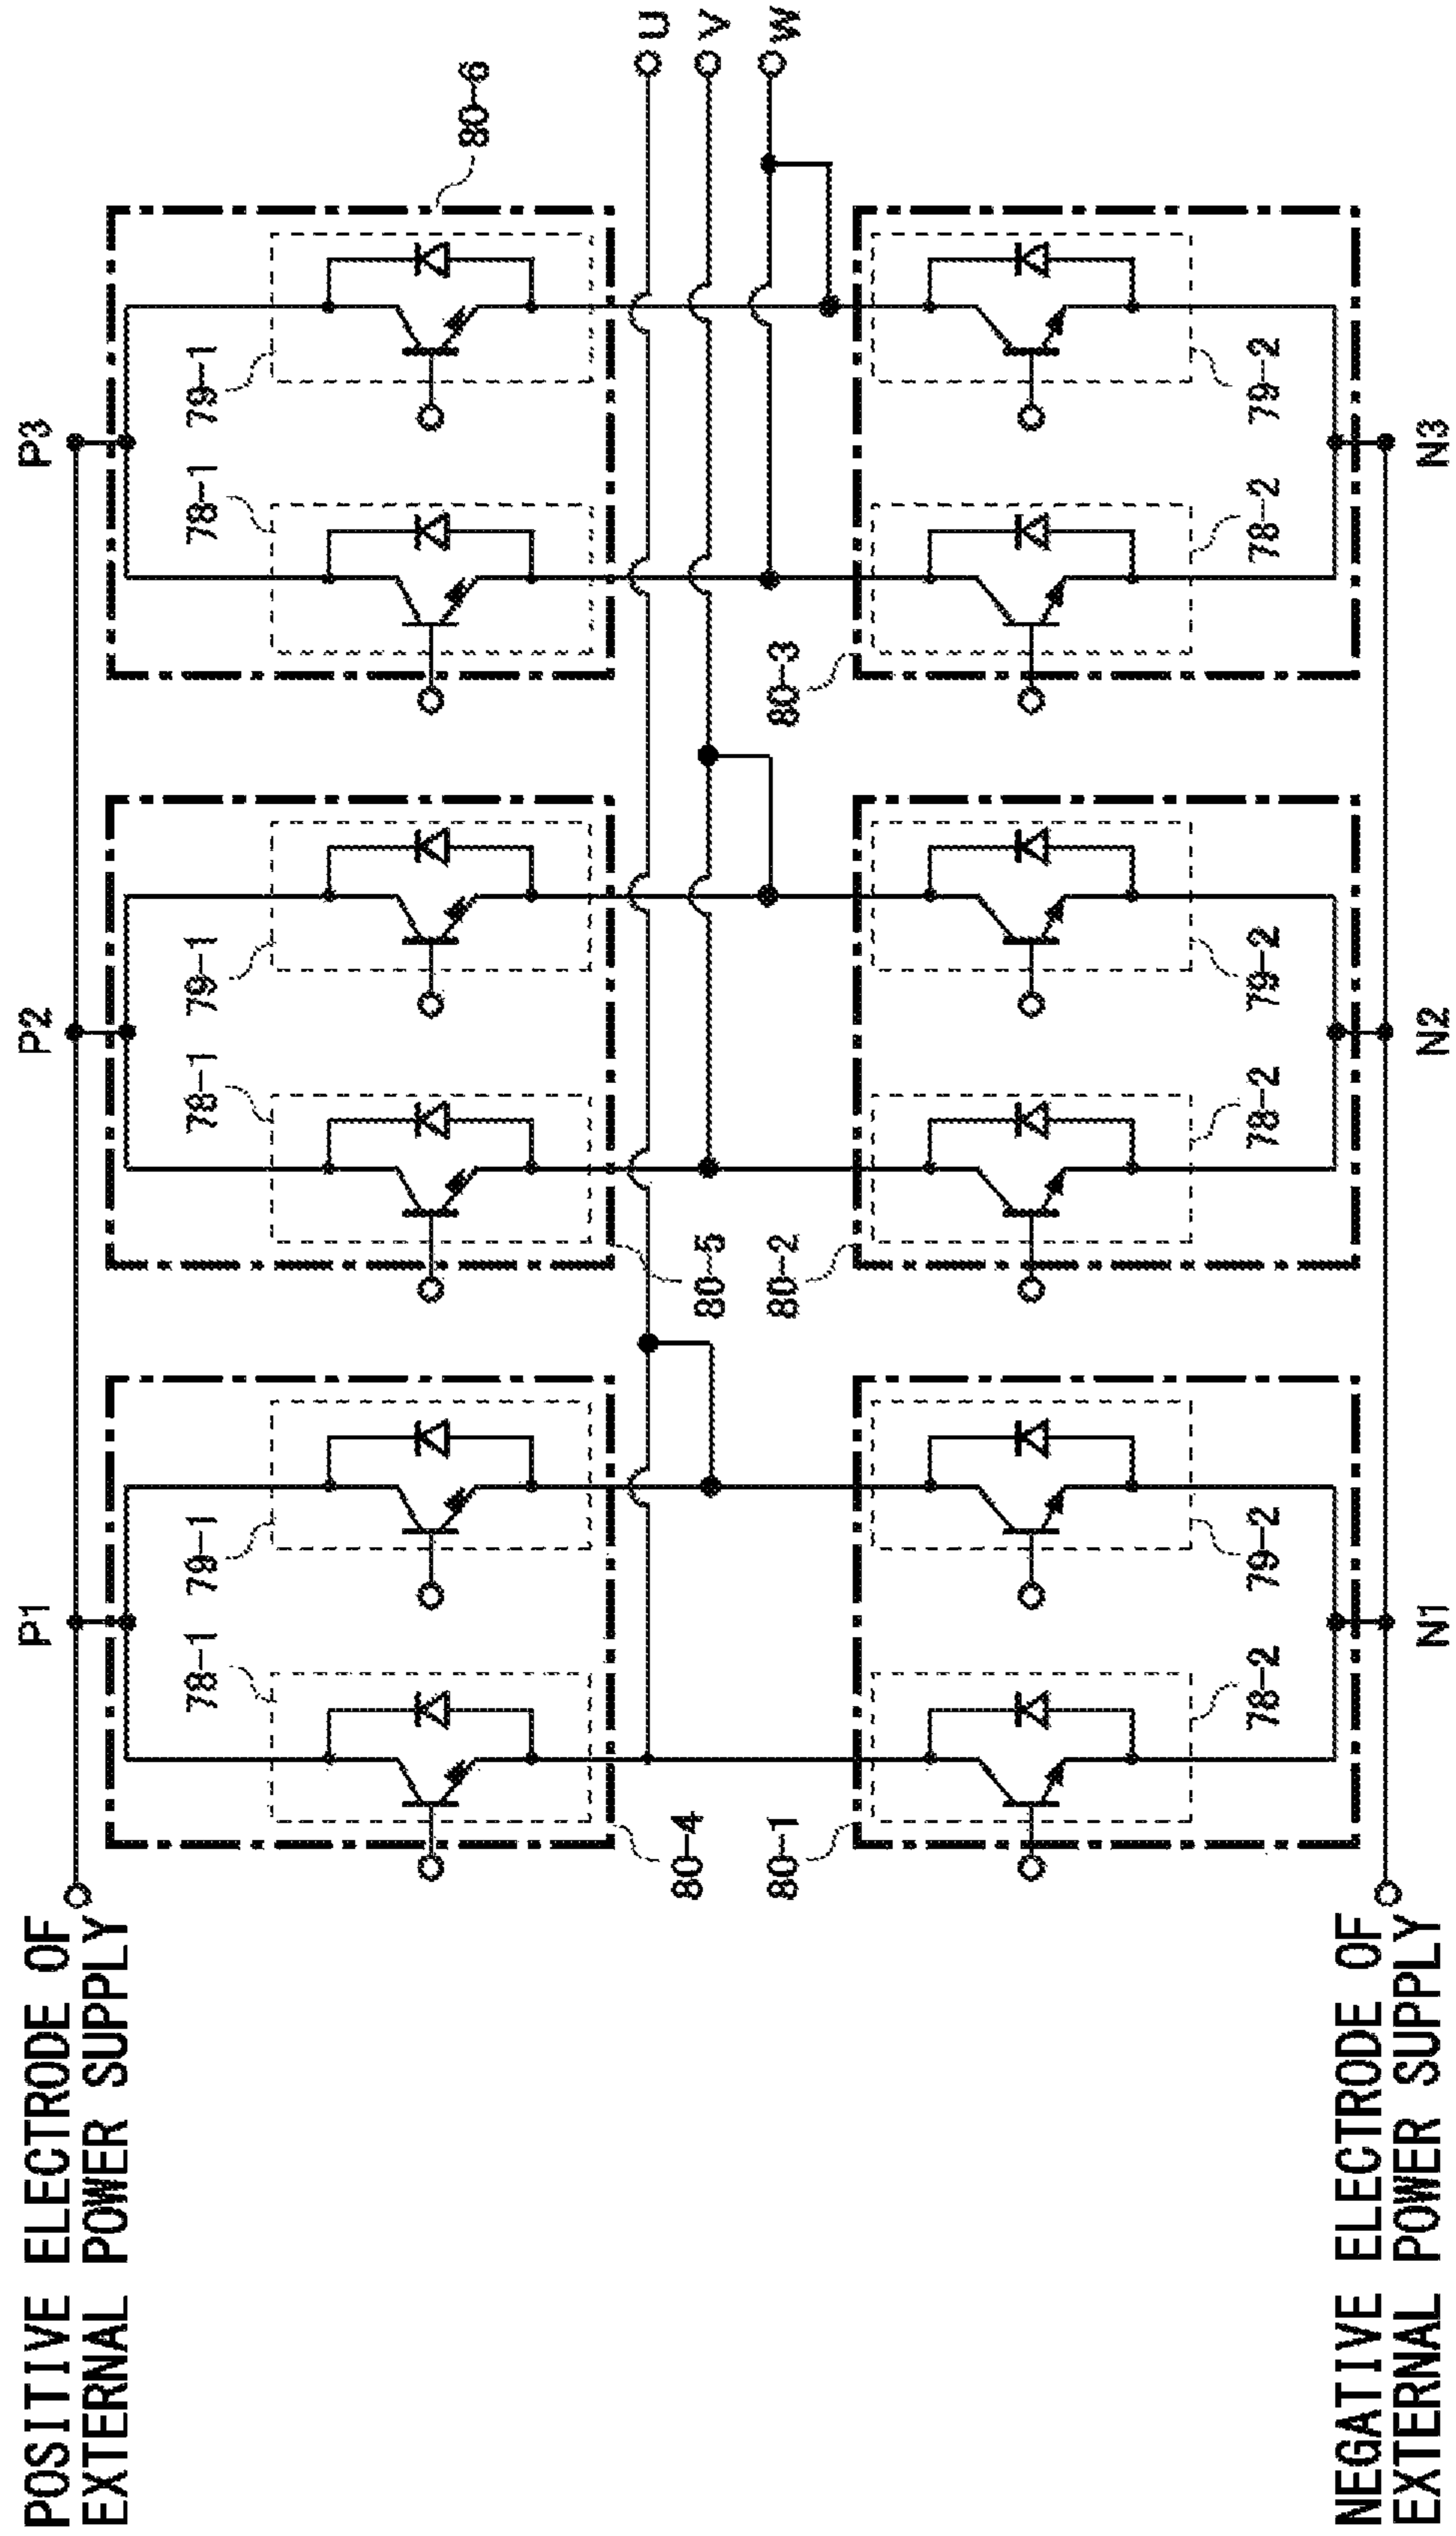 POSITIVE ELECTRODE OF
EXTERNAL POWER SUPPLY
P1
P2
P3
78-1
79-1
78-1
79-1
78-1
79-1
80-6
80-4
80-5
U
V
W
80-1
80-2
80-3
78-2
79-2
78-2
79-2
78-2
79-2
N1
N2
N3
NEGATIVE ELECTRODE OF
EXTERNAL POWER SUPPLY